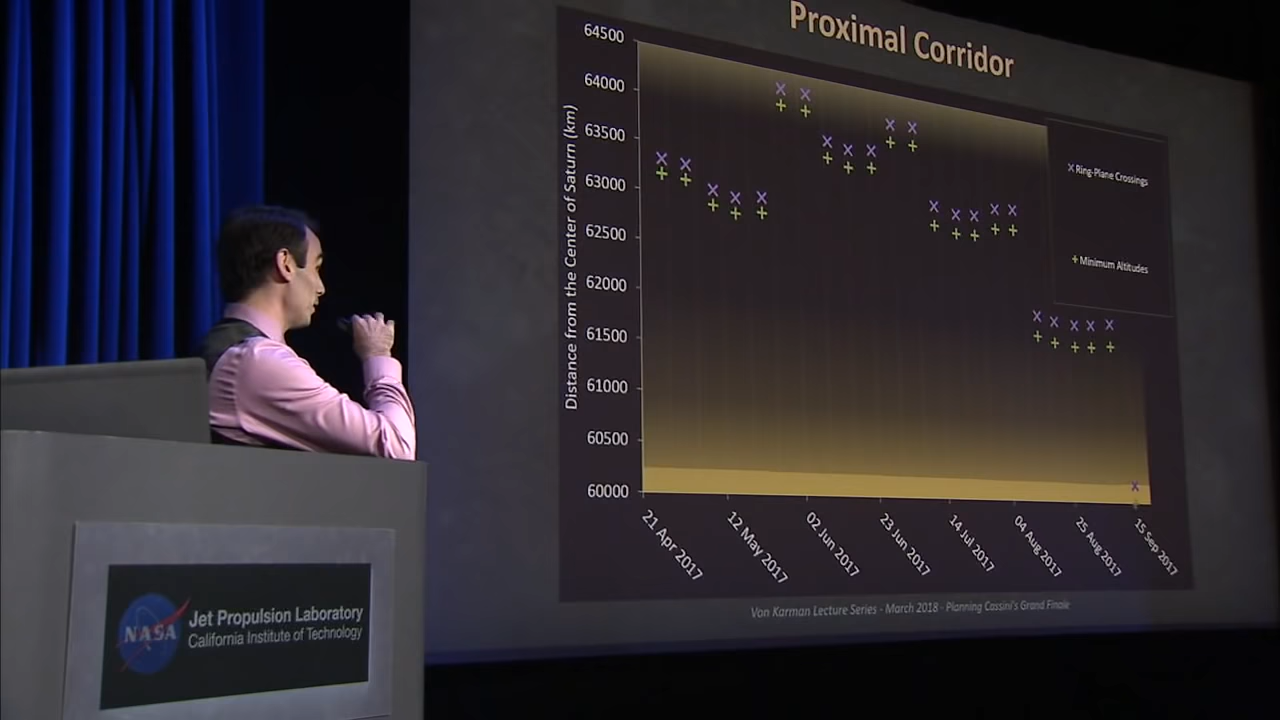 Proximal Corridor
Distance from the Center of Saturn (km)
64500
64000
63500
63000
62500
62000
61500
61000
60500
60000
21 Apr 2017
12 May 2017
02 Jun 2017
23 Jun 2017
14 Jul 2017
04 Aug 2017
25 Aug 2017
15 Sep 2017
Ring-Plane Crossings
Minimum Altitudes
Von Karman Lecture Series - March 2018 - Planning Cassini's Grand Finale
NASA
Jet Propulsion Laboratory
California Institute of Technology